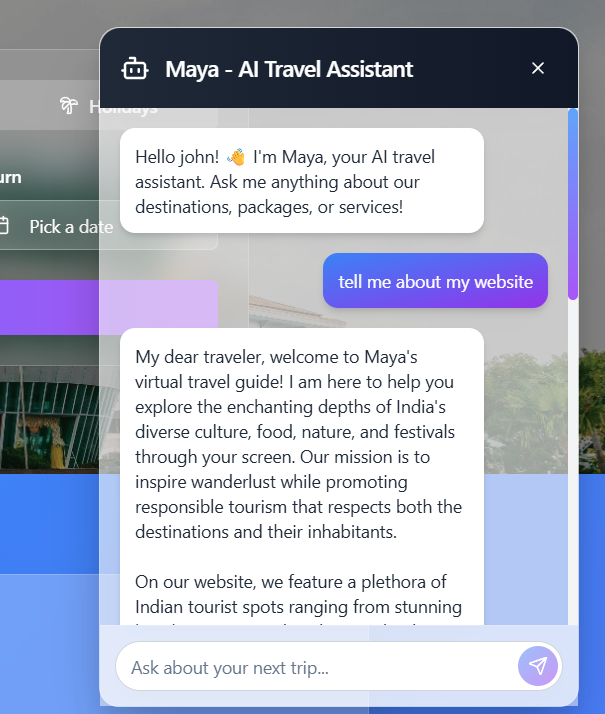 Maya - AI Travel Assistant
Holidays
Hello john! 👋 I'm Maya, your AI travel
assistant. Ask me anything about our
destinations, packages, or services!
urn
Pick a date
tell me about my website
My dear traveler, welcome to Maya's
virtual travel guide! I am here to help you
explore the enchanting depths of India's
diverse culture, food, nature, and festivals
through your screen. Our mission is to
inspire wanderlust while promoting
responsible tourism that respects both the
destinations and their inhabitants.
On our website, we feature a plethora of
Indian tourist spots ranging from stunning
Ask about your next trip...